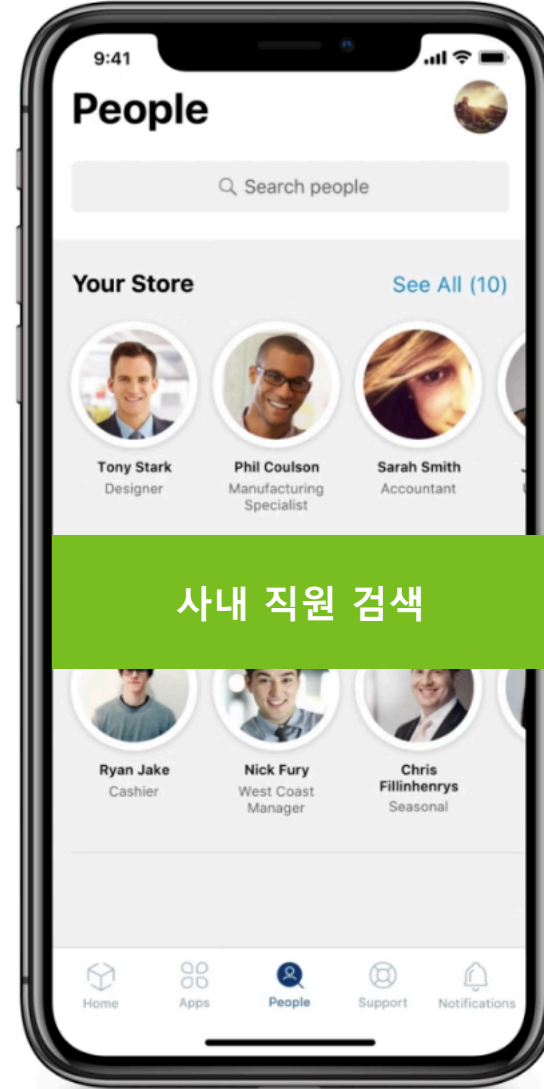 9:41
People
Search people
Your Store
See All (10)
Tony Stark
Designer
Phil Coulson
Manufacturing
Specialist
Sarah Smith
Accountant
사내 직원 검색
Ryan Jake
Cashier
Nick Fury
West Coast
Manager
Chris
Fillinhenrys
Seasonal
Home
Apps
People
Support
Notifications